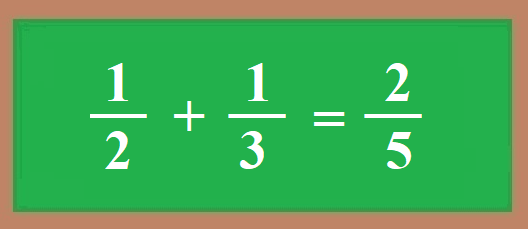 1/2 + 1/3 = 2/5